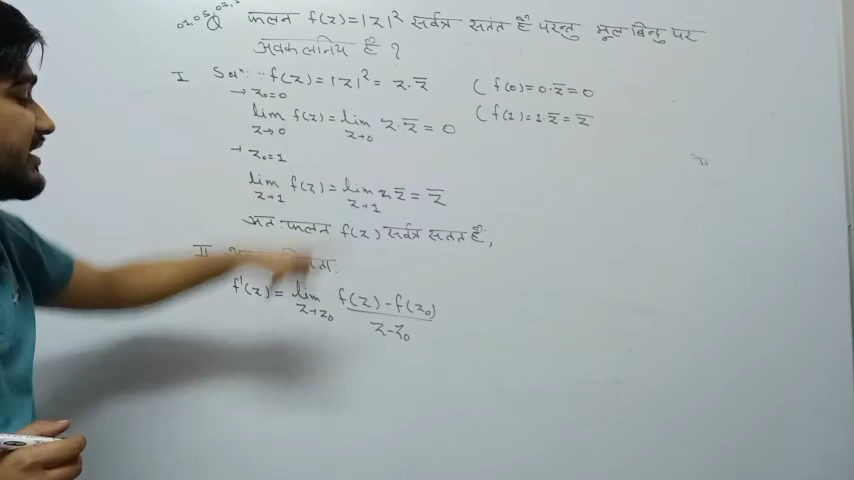 Q फलन f(z)=|z|² सर्वत्र सतत है परन्तु मूल बिन्दु पर
अवकलनिय है ?
I Solⁿ: ∵ f(z)=|z|² = z·z̅ ( f(0)=0·z̅=0
→ z₀=0
lim z→0 f(z) = lim z→0 z·z̅ = 0 ( f(1)=1·z̅=z̅
→ z₀=1
lim z→1 f(z) = lim z→1 z z̅ = z̅
अतः फलन f(z) सर्वत्र सतत है,
II
f'(z) = lim z→z₀ f(z)-f(z₀) / z-z₀